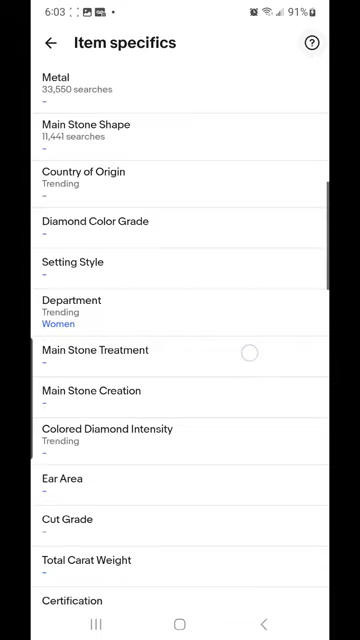 6:03
91%
Item specifics
Metal
33,550 searches
–
Main Stone Shape
11,441 searches
–
Country of Origin
Trending
–
Diamond Color Grade
–
Setting Style
–
Department
Trending
Women
Main Stone Treatment
–
Main Stone Creation
–
Colored Diamond Intensity
Trending
–
Ear Area
–
Cut Grade
–
Total Carat Weight
–
Certification